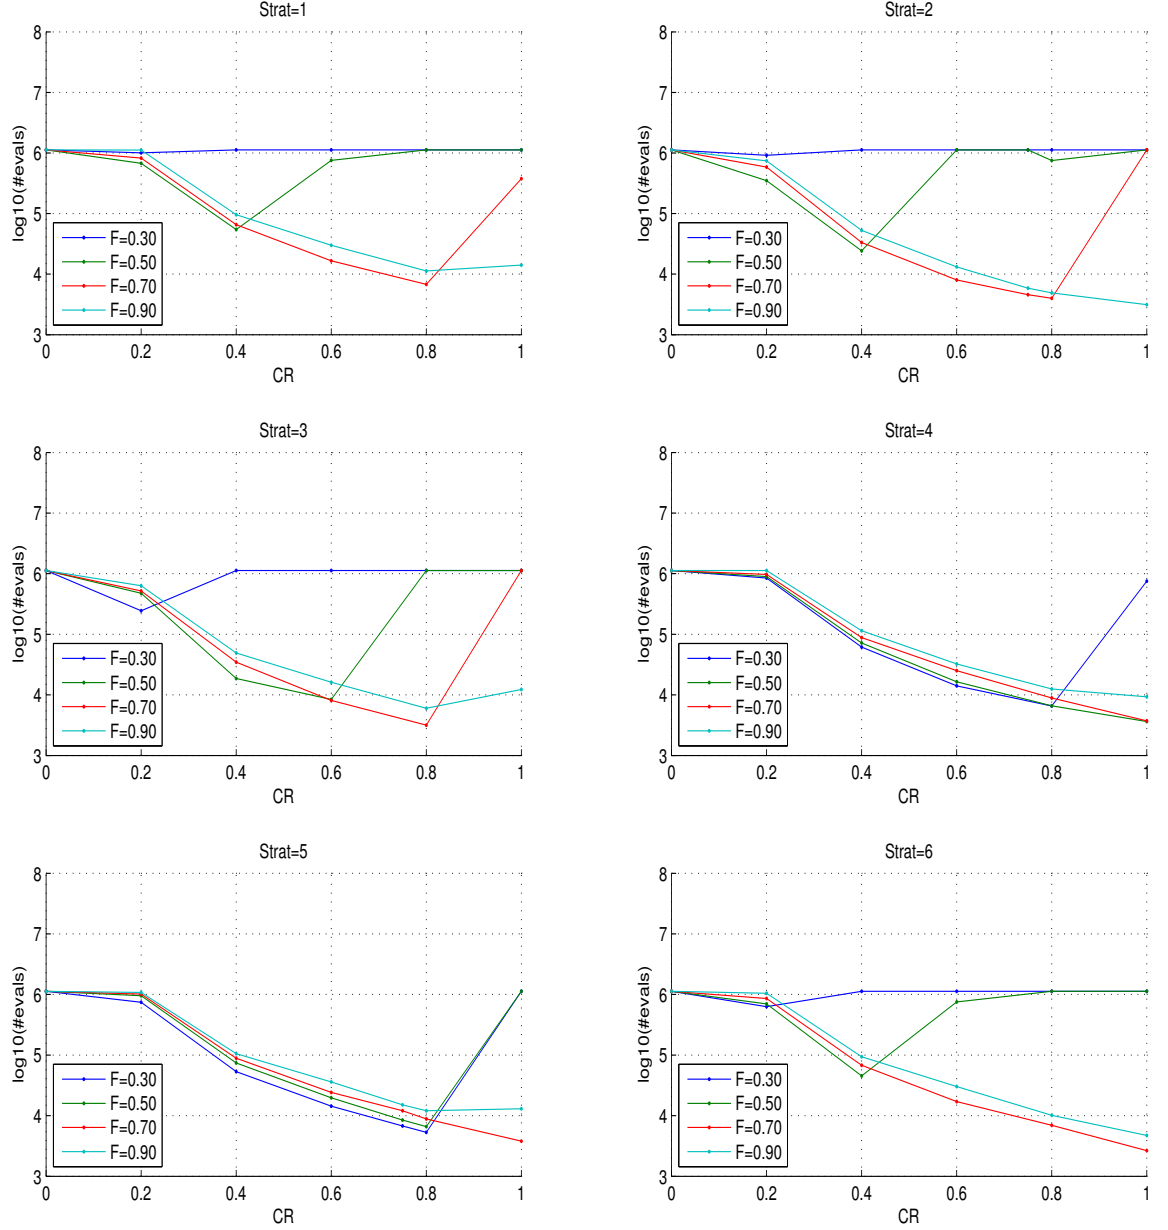 Strat=1
8
7
6
5
4
3
log10(#evals)
F=0.30
F=0.50
F=0.70
F=0.90
0 0.2 0.4 0.6 0.8 1
CR
Strat=2
8
7
6
5
4
3
log10(#evals)
F=0.30
F=0.50
F=0.70
F=0.90
0 0.2 0.4 0.6 0.8 1
CR
Strat=3
8
7
6
5
4
3
log10(#evals)
F=0.30
F=0.50
F=0.70
F=0.90
0 0.2 0.4 0.6 0.8 1
CR
Strat=4
8
7
6
5
4
3
log10(#evals)
F=0.30
F=0.50
F=0.70
F=0.90
0 0.2 0.4 0.6 0.8 1
CR
Strat=5
8
7
6
5
4
3
log10(#evals)
F=0.30
F=0.50
F=0.70
F=0.90
0 0.2 0.4 0.6 0.8 1
CR
Strat=6
8
7
6
5
4
3
log10(#evals)
F=0.30
F=0.50
F=0.70
F=0.90
0 0.2 0.4 0.6 0.8 1
CR